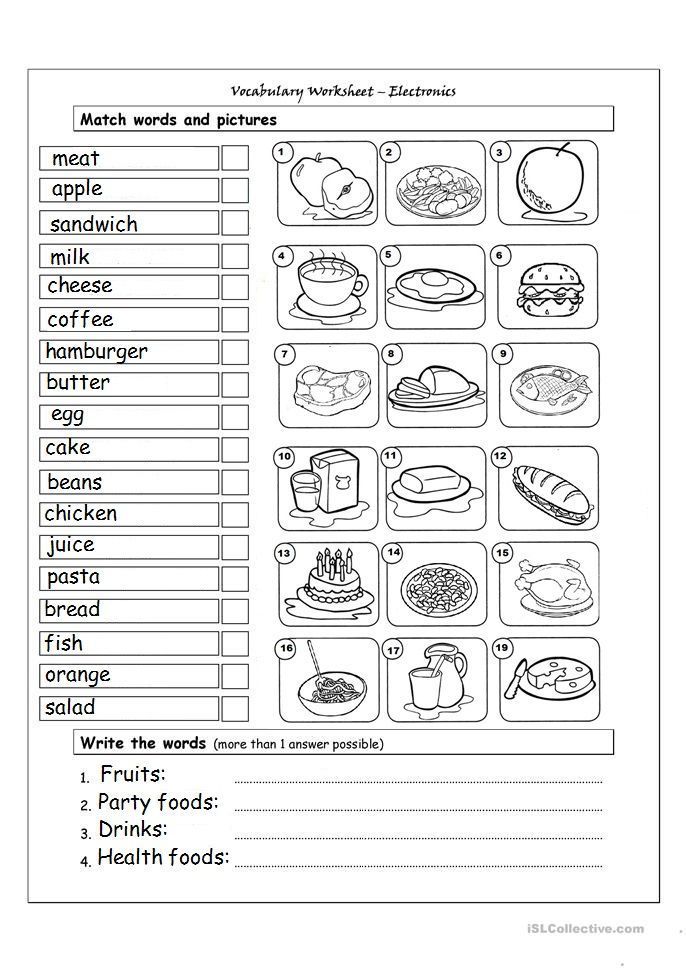 Vocabulary Worksheet – Electronics
Match words and pictures
meat
apple
sandwich
milk
cheese
coffee
hamburger
butter
egg
cake
beans
chicken
juice
pasta
bread
fish
orange
salad
1 2 3
4 5 6
7 8 9
10 11 12
13 14 15
16 17 19
Write the words (more than 1 answer possible)
1. Fruits:
2. Party foods:
3. Drinks:
4. Health foods:
iSLCollective.com